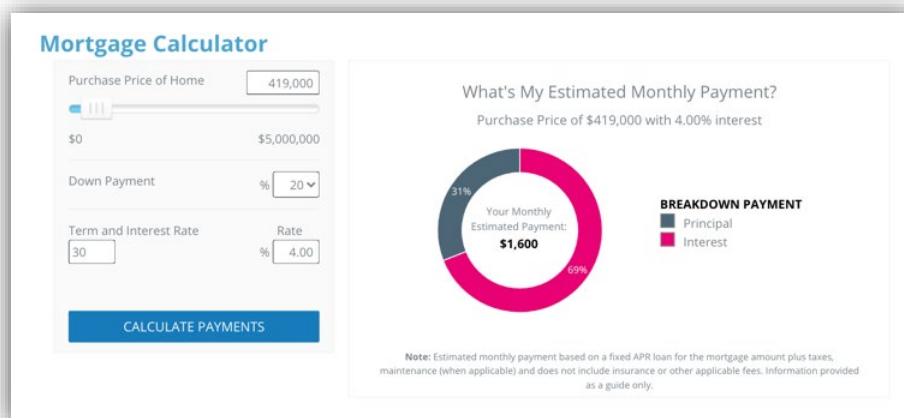 Mortgage Calculator
Purchase Price of Home 419,000
$0 $5,000,000
Down Payment % 20
Term and Interest Rate Rate
30 % 4.00
CALCULATE PAYMENTS
What's My Estimated Monthly Payment?
Purchase Price of $419,000 with 4.00% interest
31%
Your Monthly
Estimated Payment:
$1,600
69%
BREAKDOWN PAYMENT
Principal
Interest
Note: Estimated monthly payment based on a fixed APR loan for the mortgage amount plus taxes,
maintenance (when applicable) and does not include insurance or other applicable fees. Information provided
as a guide only.